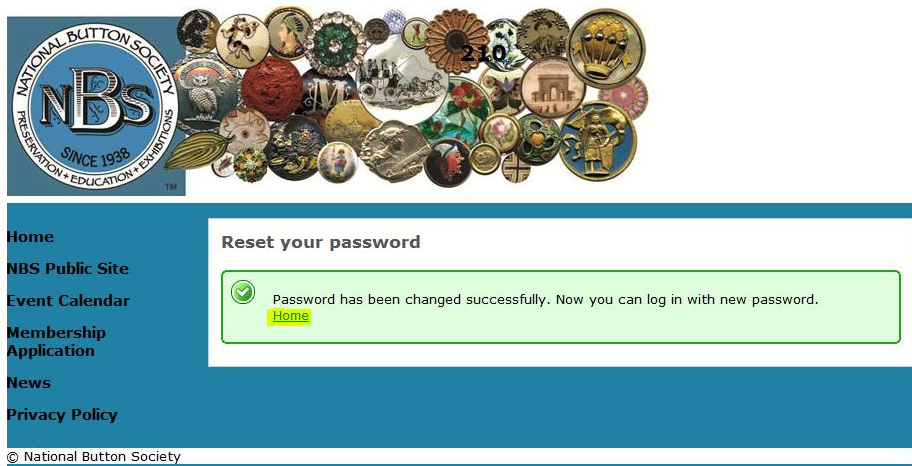 NATIONAL BUTTON SOCIETY
NBS
SINCE 1938
PRESERVATION + EDUCATION + EXHIBITIONS
TM
210
Home
NBS Public Site
Event Calendar
Membership
Application
News
Privacy Policy
Reset your password
Password has been changed successfully. Now you can log in with new password.
Home
© National Button Society